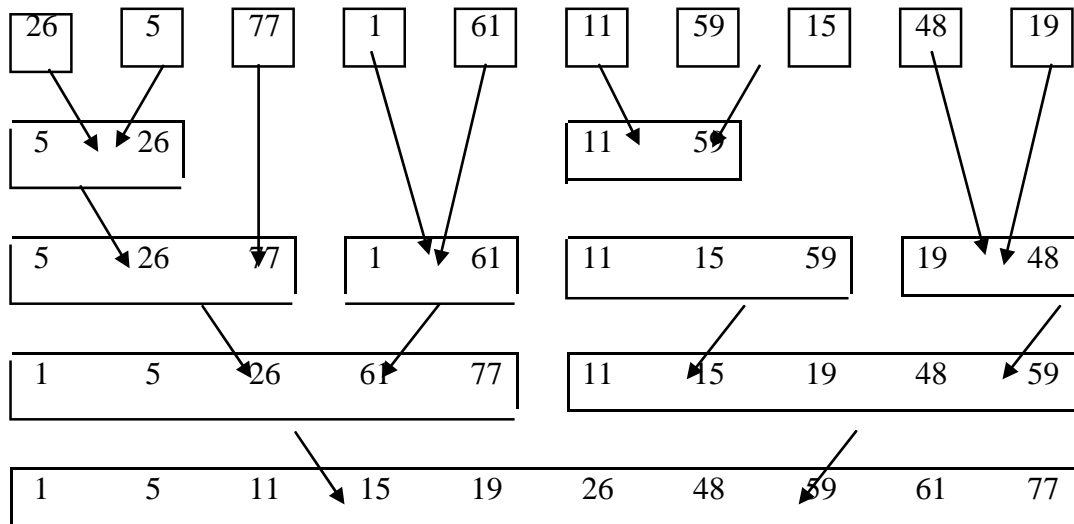 26 5 77 1 61 11 59 15 48 19
5 26 11 59
5 26 77 1 61 11 15 59 19 48
1 5 26 61 77 11 15 19 48 59
1 5 11 15 19 26 48 59 61 77